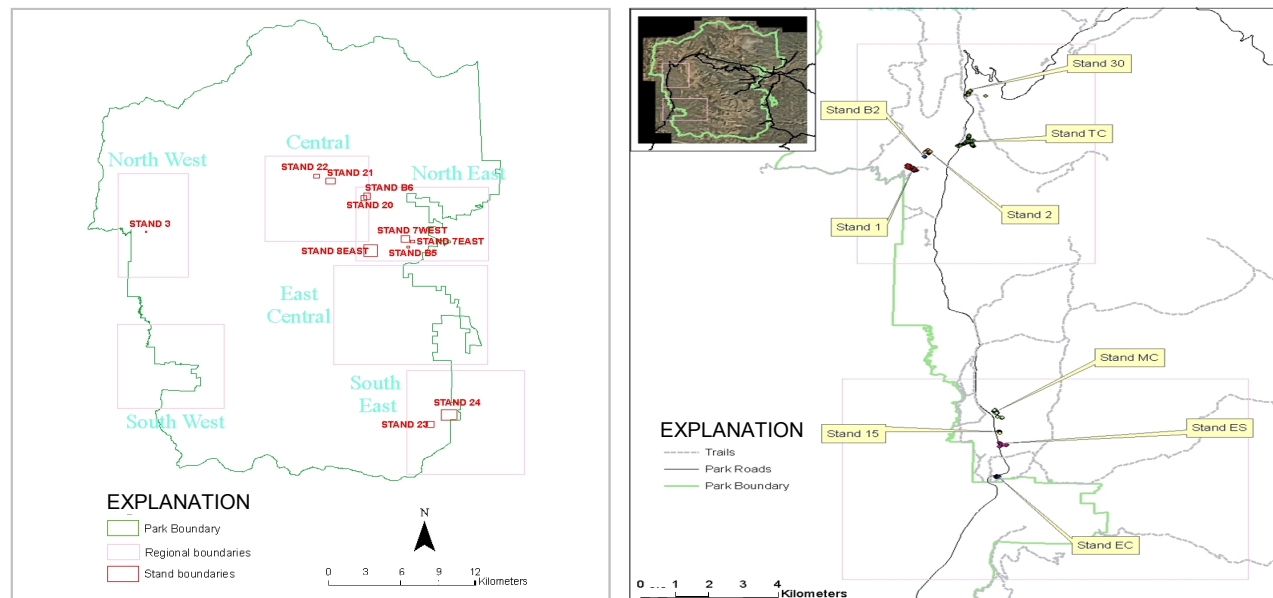 North West
Central
North East
STAND 22
STAND 21
STAND B6
STAND 20
STAND 3
STAND 7WEST
STAND 7EAST
STAND 8EAST
STAND B5
East
Central
South
East
STAND 24
STAND 23
South West
EXPLANATION
Park Boundary
Regional boundaries
Stand boundaries
N
0 3 6 9 12
Kilometers
Stand 30
Stand B2
Stand TC
Stand 2
Stand 1
Stand MC
Stand 15
Stand ES
Stand EC
EXPLANATION
Trails
Park Roads
Park Boundary
1 2 3 4
Kilometers